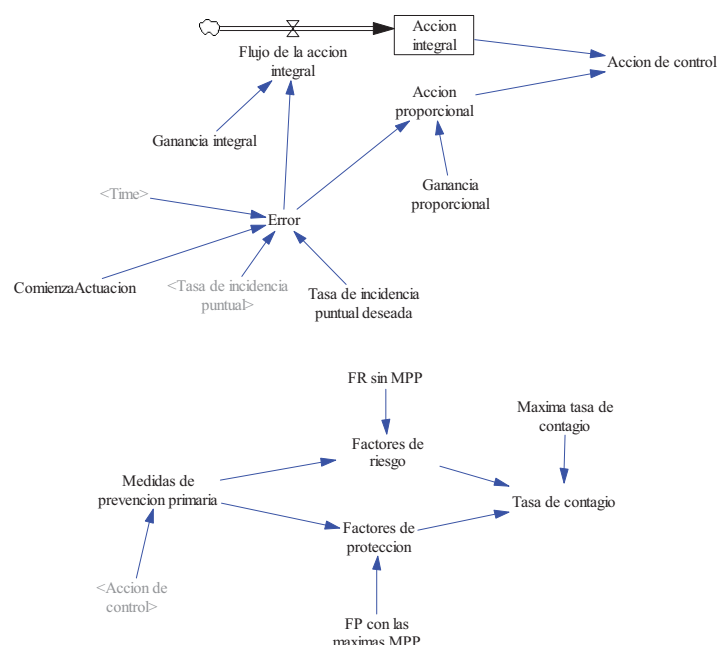 Accion
integral
Flujo de la accion
integral
Accion de control
Accion
proporcional
Ganancia integral
Ganancia
proporcional
<Time>
Error
ComienzaActuacion
<Tasa de incidencia
puntual>
Tasa de incidencia
puntual deseada
FR sin MPP
Maxima tasa de
contagio
Factores de
riesgo
Medidas de
prevencion primaria
Tasa de contagio
Factores de
proteccion
<Accion de
control>
FP con las
maximas MPP